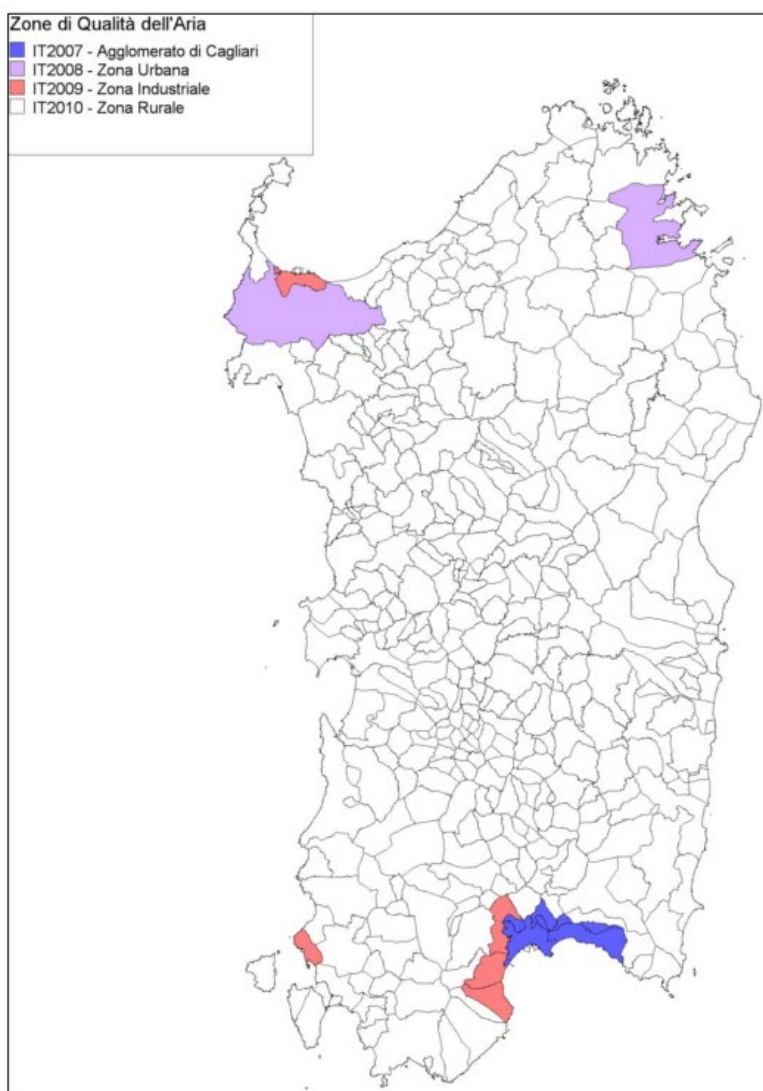 Zone di Qualità dell'Aria
IT2007 - Agglomerato di Cagliari
IT2008 - Zona Urbana
IT2009 - Zona Industriale
IT2010 - Zona Rurale